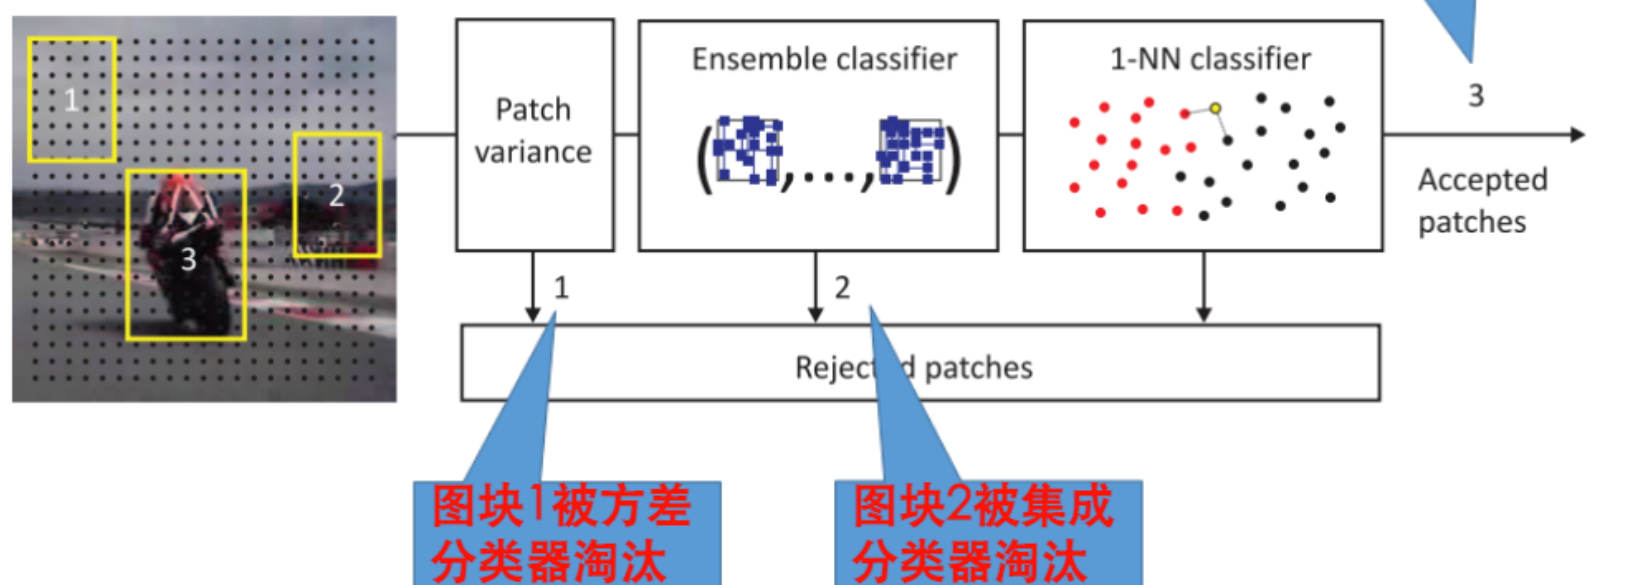 1
2
3
Patch
variance
Ensemble classifier
(
,....,
)
1-NN classifier
3
Accepted
patches
1
2
Rejected patches
图块1被方差
分类器淘汰
图块2被集成
分类器淘汰